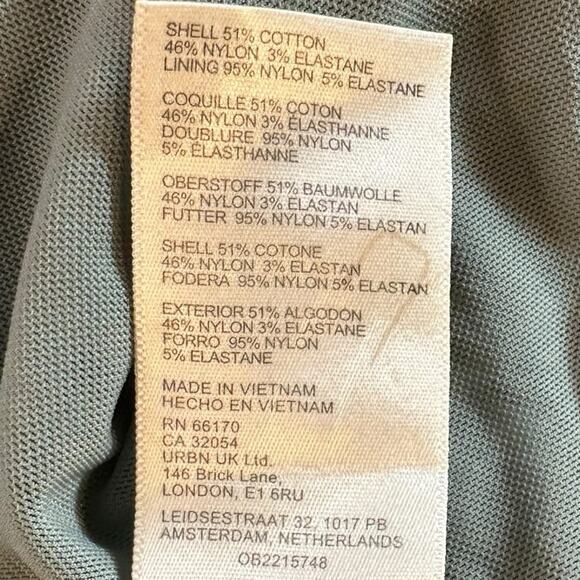 SHELL 51% COTTON
46% NYLON 3% ELASTANE
LINING 95% NYLON 5% ELASTANE
COQUILLE 51% COTON
46% NYLON 3% ÉLASTHANNE
DOUBLURE 95% NYLON
5% ÉLASTHANNE
OBERSTOFF 51% BAUMWOLLE
46% NYLON 3% ELASTAN
FUTTER 95% NYLON 5% ELASTAN
SHELL 51% COTONE
46% NYLON 3% ELASTAN
FODERA 95% NYLON 5% ELASTAN
EXTERIOR 51% ALGODON
46% NYLON 3% ELASTANE
FORRO 95% NYLON
5% ELASTANE
MADE IN VIETNAM
HECHO EN VIETNAM
RN 66170
CA 32054
URBN UK Ltd.
146 Brick Lane,
LONDON, E1 6RU
LEIDSESTRAAT 32, 1017 PB
AMSTERDAM, NETHERLANDS
OB2215748